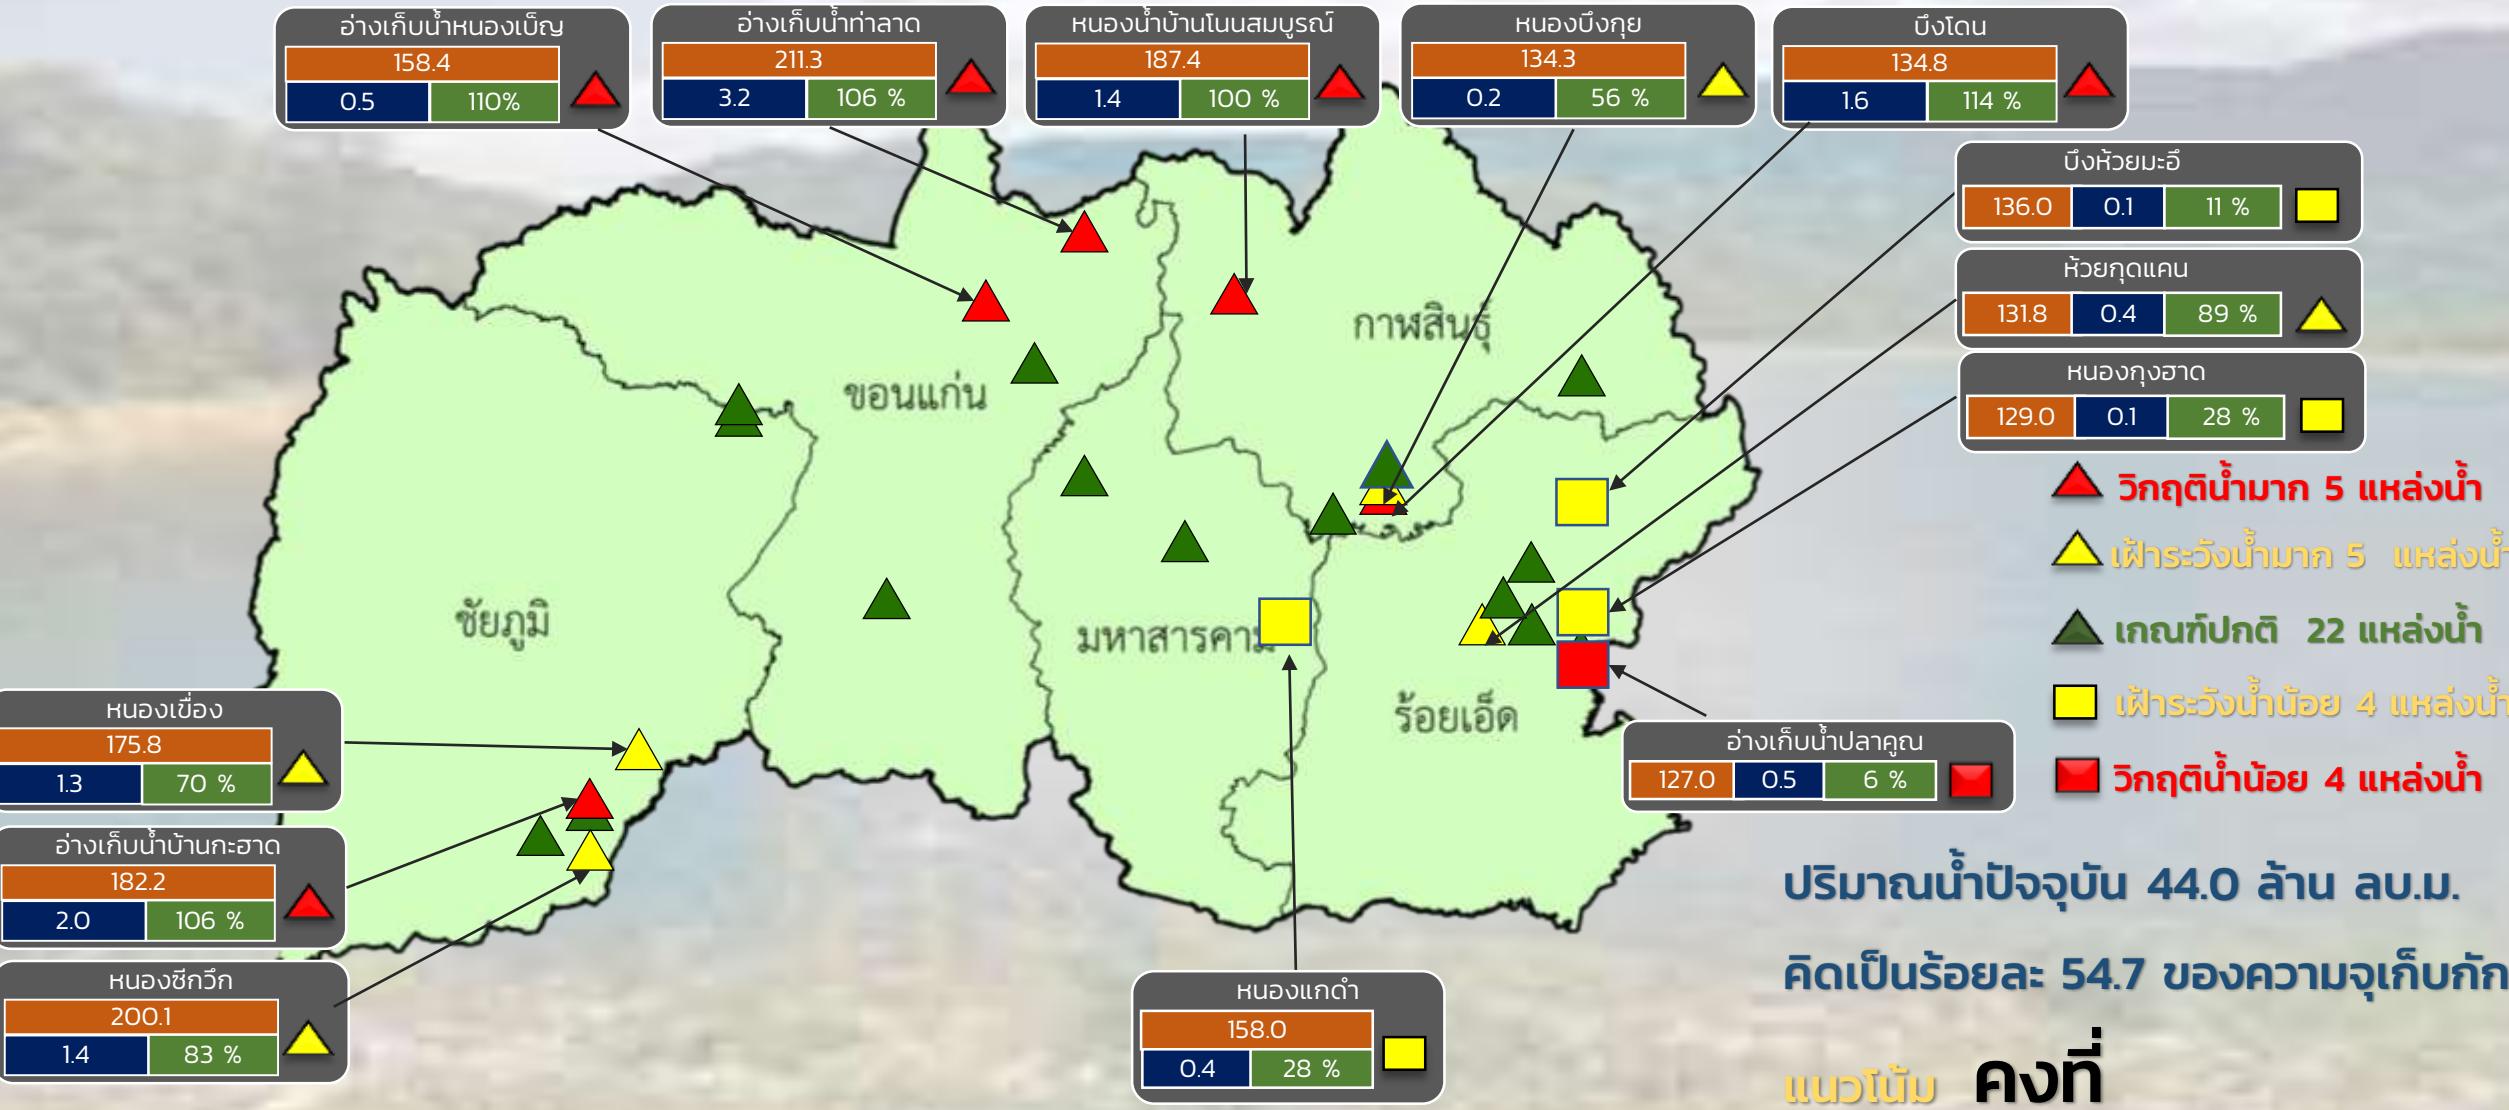 อ่างเก็บน้ำหนองเบ็ญ
158.4
0.5 110%
อ่างเก็บน้ำท่าลาด
211.3
3.2 106 %
หนองน้ำบ้านโนนสมบูรณ์
187.4
1.4 100 %
หนองบึงกุย
134.3
0.2 56 %
บึงโดน
134.8
1.6 114 %
บึงห้วยมะอึ
136.0 0.1 11 %
ห้วยกุดแคน
131.8 0.4 89 %
หนองกุงฮาด
129.0 0.1 28 %
กาฬสินธุ์
ขอนแก่น
ชัยภูมิ
มหาสารคาม
ร้อยเอ็ด
วิกฤติน้ำมาก 5 แหล่งน้ำ
เฝ้าระวังน้ำมาก 5 แหล่งน้ำ
เกณฑ์ปกติ 22 แหล่งน้ำ
เฝ้าระวังน้ำน้อย 4 แหล่งน้ำ
วิกฤติน้ำน้อย 4 แหล่งน้ำ
หนองเขื่อง
175.8
1.3 70 %
อ่างเก็บน้ำบ้านกะฮาด
182.2
2.0 106 %
หนองซีกวึก
200.1
1.4 83 %
อ่างเก็บน้ำปลาคูณ
127.0 0.5 6 %
หนองแกดำ
158.0
0.4 28 %
ปริมาณน้ำปัจจุบัน 44.0 ล้าน ลบ.ม.
คิดเป็นร้อยละ 54.7 ของความจุเก็บกัก
แนวโน้ม คงที่